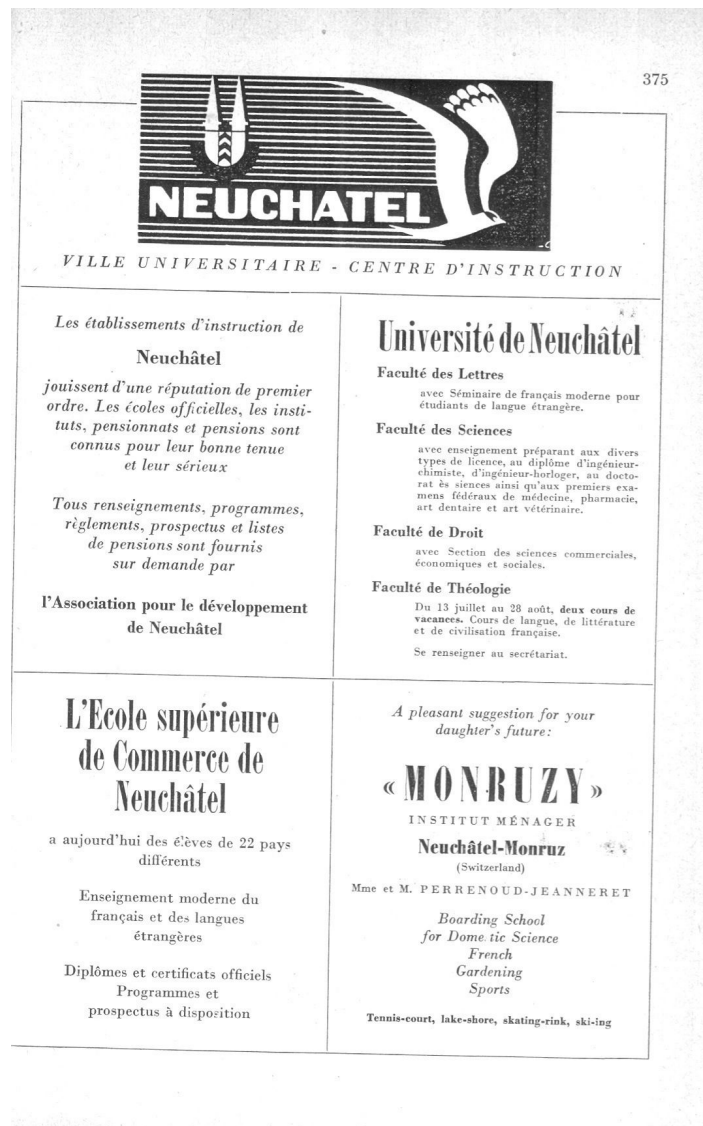 375
NEUCHATEL
VILLE UNIVERSITAIRE - CENTRE D'INSTRUCTION
Les établissements d'instruction de
Neuchâtel
jouissent d'une réputation de premier
ordre. Les écoles officielles, les insti-
tuts, pensionnats et pensions sont
connus pour leur bonne tenue
et leur sérieux
Tous renseignements, programmes,
règlements, prospectus et listes
de pensions sont fournis
sur demande par
l'Association pour le développement
de Neuchâtel
Université de Neuchâtel
Faculté des Lettres
avec Séminaire de français moderne pour
étudiants de langue étrangère.
Faculté des Sciences
avec enseignement préparant aux divers
types de licence, au diplôme d'ingénieur-
chimiste, d'ingénieur-horloger, au docto-
rat ès siences ainsi qu'aux premiers exa-
mens fédéraux de médecine, pharmacie,
art dentaire et art vétérinaire.
Faculté de Droit
avec Section des sciences commerciales,
économiques et sociales.
Faculté de Théologie
Du 13 juillet au 28 août, deux cours de
vacances. Cours de langue, de littérature
et de civilisation française.
Se renseigner au secrétariat.
L'Ecole supérieure
de Commerce de
Neuchâtel
a aujourd'hui des élèves de 22 pays
différents
Enseignement moderne du
français et des langues
étrangères
Diplômes et certificats officiels
Programmes et
prospectus à disposition
A pleasant suggestion for your
daughter's future:
« MONRUZY »
INSTITUT MÉNAGER
Neuchâtel-Monruz
(Switzerland)
Mme et M. PERRENOUD-JEANNERET
Boarding School
for Dome tic Science
French
Gardening
Sports
Tennis-court, lake-shore, skating-rink, ski-ing